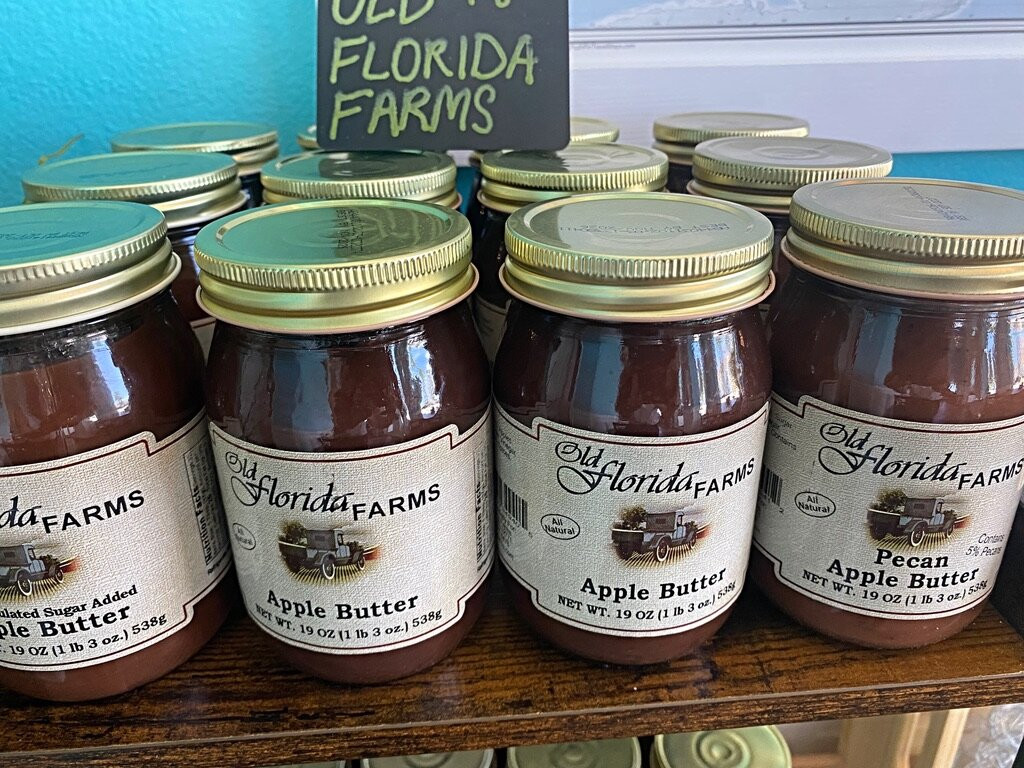 OLD
FLORIDA
FARMS
FARMS
Sugar Added
Butter
19 OZ (1 lb 3 oz.) 538g
Nutrition Facts
Old
Florida FARMS
All
Natural
Apple Butter
NET WT. 19 OZ (1 lb 3 oz.) 538g
Old
Florida FARMS
All
Natural
Apple Butter
NET WT. 19 OZ (1 lb 3 oz.) 538g
Old
Florida FARMS
All
Natural
Contains
5% Pecans
Pecan
Apple Butter
NET WT. 19 OZ (1 lb 3 oz.) 538g